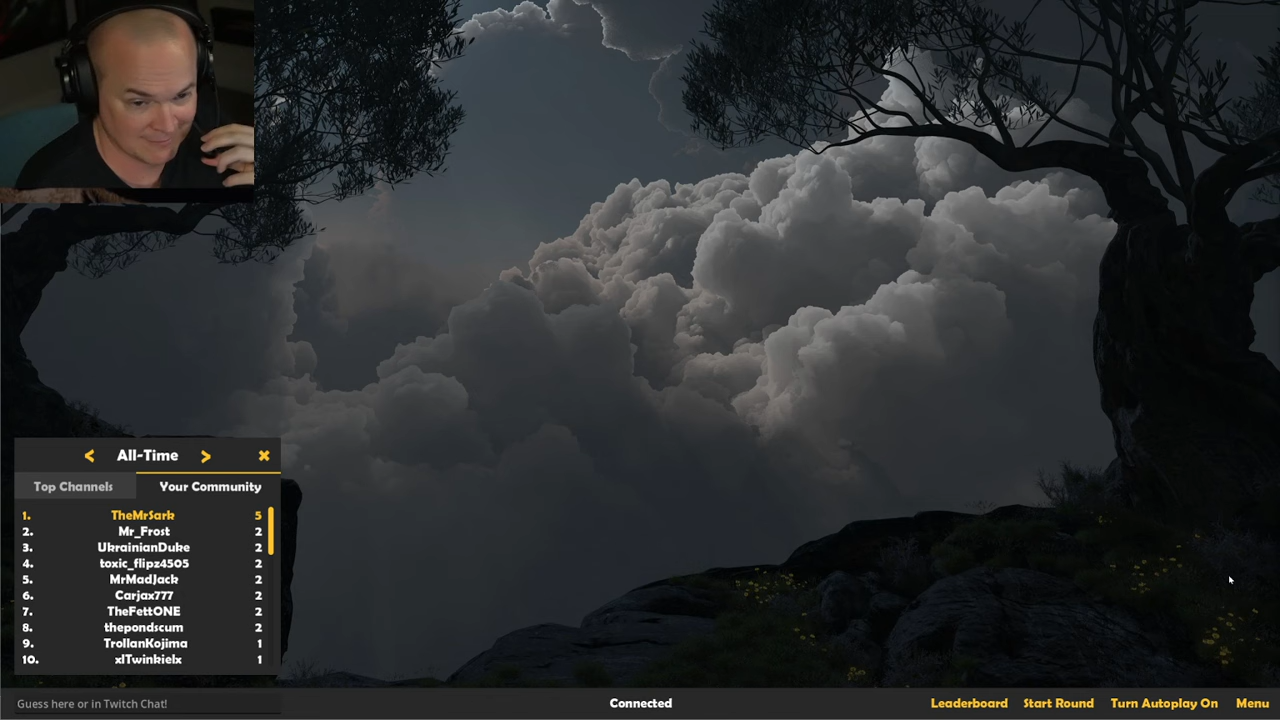 < All-Time > ×
Top Channels Your Community
1. TheMrSark 5
2. Mr_Frost 2
3. UkrainianDuke 2
4. toxic_flipz4505 2
5. MrMadJack 2
6. Carjax777 2
7. TheFettONE 2
8. thepondscum 2
9. TrollanKojima 1
10. xlTwinkielx 1
Guess here or in Twitch Chat! Connected Leaderboard Start Round Turn Autoplay On Menu